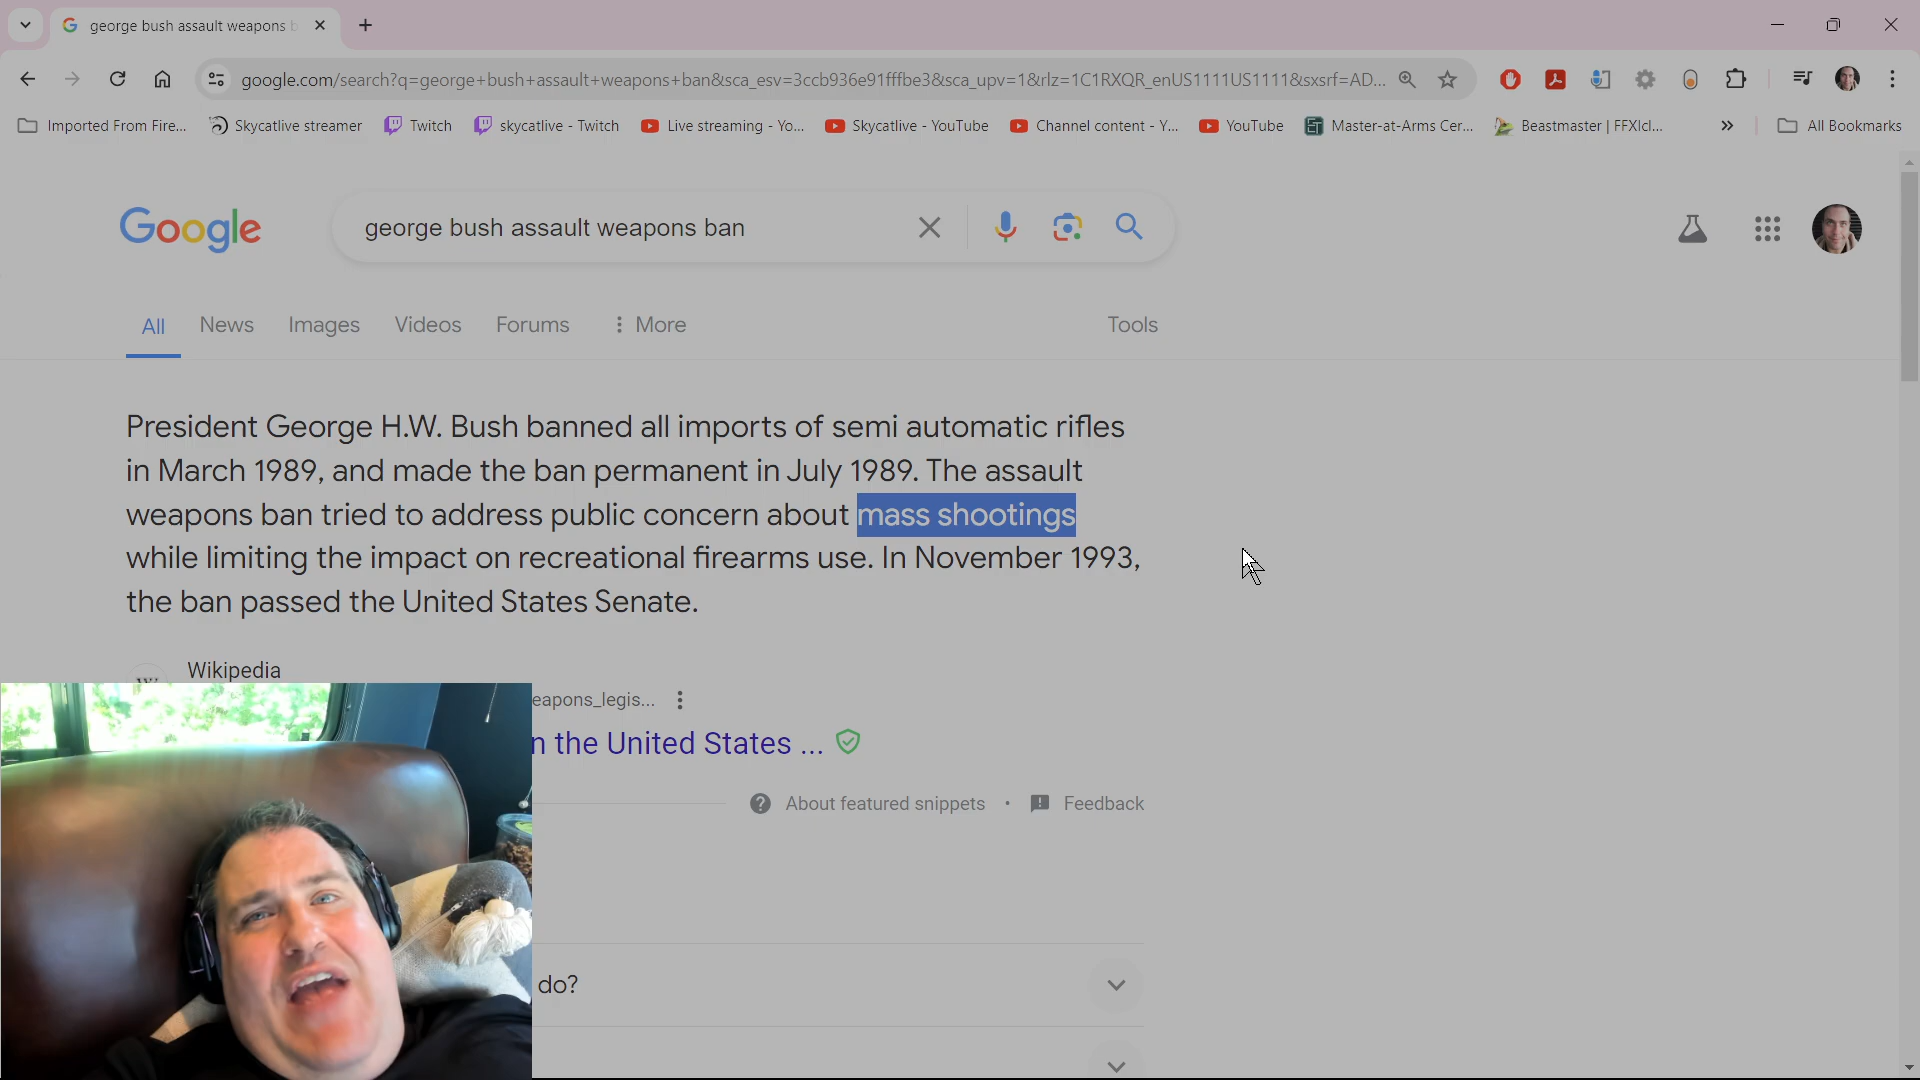 george bush assault weapons b
google.com/search?q=george+bush+assault+weapons+ban&sca_esv=3ccb936e91fffbe3&sca_upv=1&rlz=1C1RXQR_enUS1111US1111&sxsrf=AD...
Imported From Fire... Skycatlive streamer Twitch skycatlive - Twitch Live streaming - Yo... Skycatlive - YouTube Channel content - Y... YouTube Master-at-Arms Cer... Beastmaster | FFXIcl... » All Bookmarks
Google george bush assault weapons ban
All News Images Videos Forums More Tools
President George H.W. Bush banned all imports of semi automatic rifles
in March 1989, and made the ban permanent in July 1989. The assault
weapons ban tried to address public concern about mass shootings
while limiting the impact on recreational firearms use. In November 1993,
the ban passed the United States Senate.
Wikipedia
eapons_legis...
n the United States ...
About featured snippets • Feedback
do?